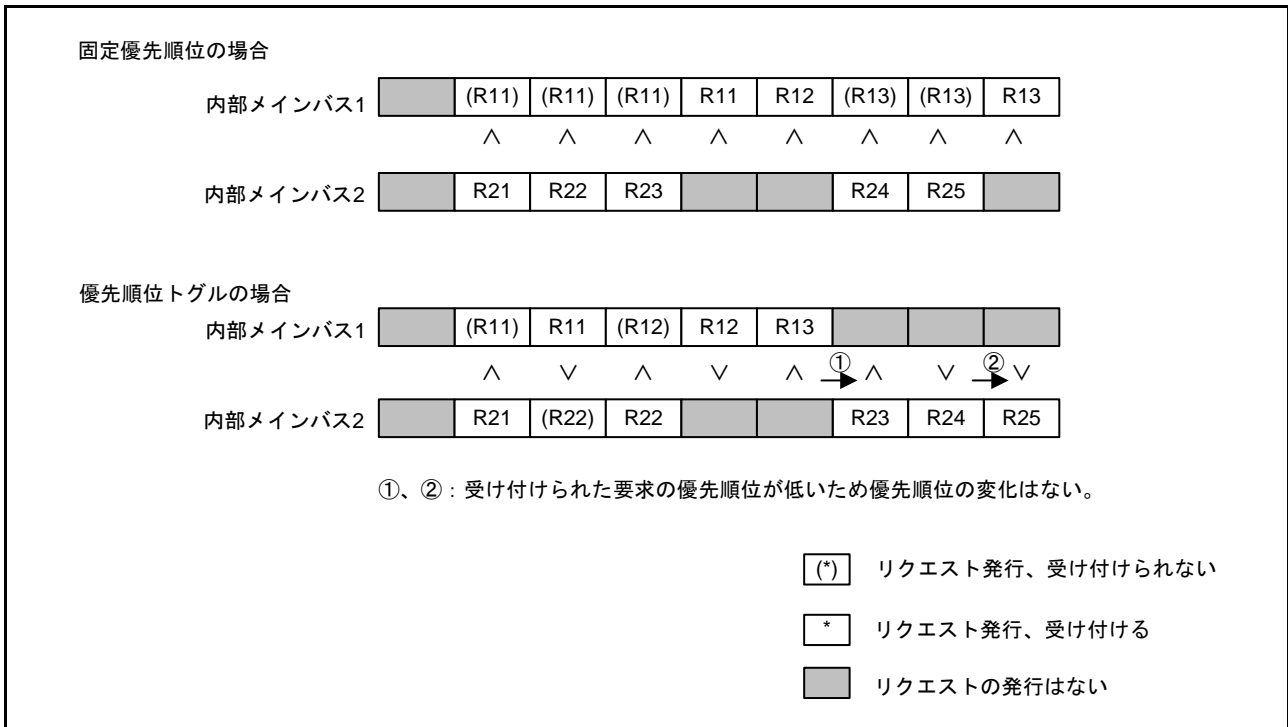 固定優先順位の場合
内部メインバス1 (R11) (R11) (R11) R11 R12 (R13) (R13) R13
∧ ∧ ∧ ∧ ∧ ∧ ∧ ∧
内部メインバス2 R21 R22 R23 R24 R25
優先順位トグルの場合
内部メインバス1 (R11) R11 (R12) R12 R13
∧ ∨ ∧ ∨ ∧ ① ∧ ∨ ② ∨
内部メインバス2 R21 (R22) R22 R23 R24 R25
①、②：受け付けられた要求の優先順位が低いため優先順位の変化はない。
(*) リクエスト発行、受け付けられない
* リクエスト発行、受け付ける
リクエストの発行はない